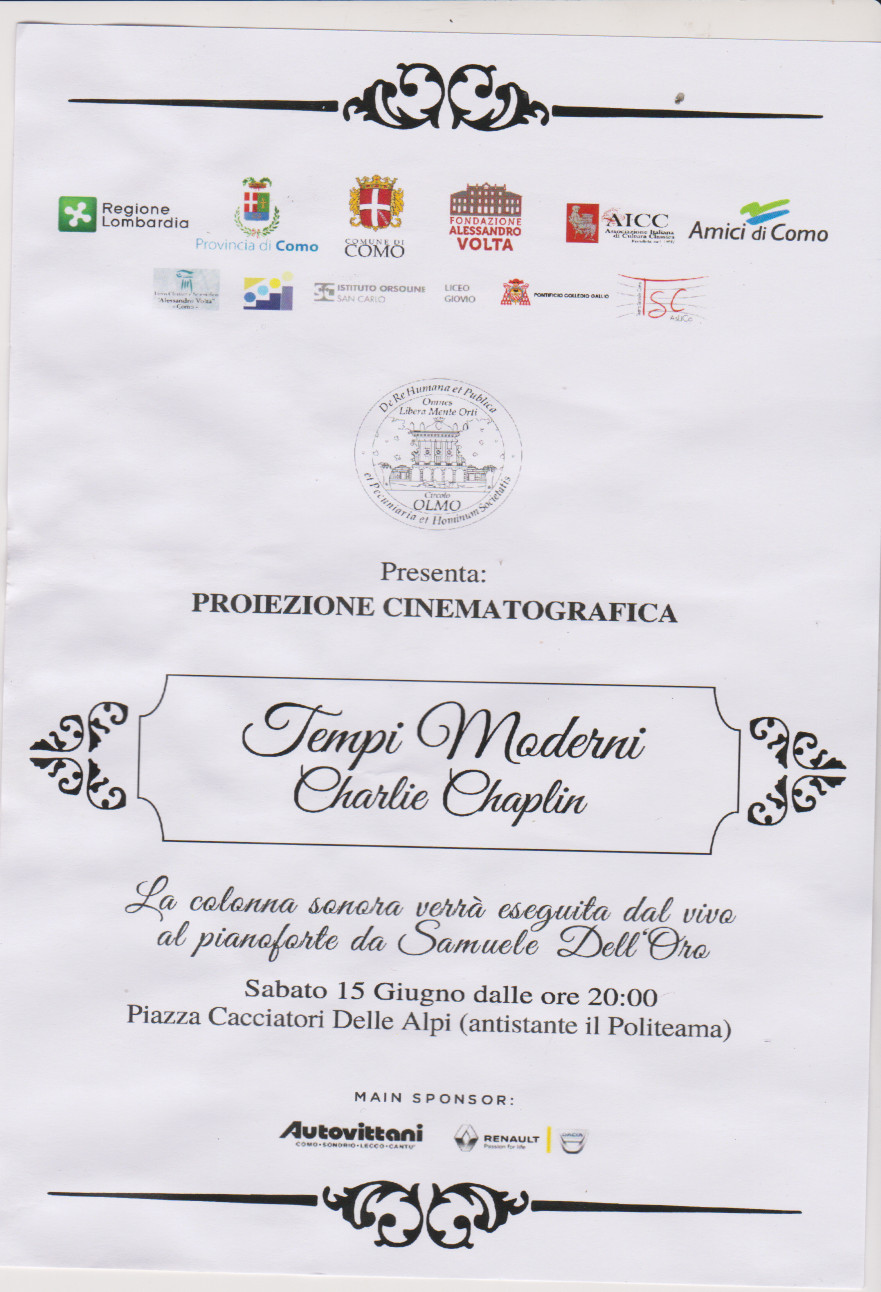 Regione
Lombardia
Provincia di Como
COMUNE DI
COMO
FONDAZIONE
ALESSANDRO
VOLTA
AICC
Associazione Italiana
di Cultura Classica
Amici di Como
"Alessandro Volta"
Como
ISTITUTO ORSOLINE
SAN CARLO
LICEO
GIOVIO
PONTIFICIO COLLEGIO GALLIO
TSC
De Re Humana et Publica
Omnes
Libera Mente Orti
Circolo
OLMO
et Pecuniaria et Hominum Societatis
Presenta:
PROIEZIONE CINEMATOGRAFICA
Tempi Moderni
Charlie Chaplin
La colonna sonora verrà eseguita dal vivo
al pianoforte da Samuele Dell'Oro
Sabato 15 Giugno dalle ore 20:00
Piazza Cacciatori Delle Alpi (antistante il Politeama)
MAIN SPONSOR:
Autovittani
COMO•SONDRIO•LECCO•CANTU'
RENAULT
Passion for life
DACIA